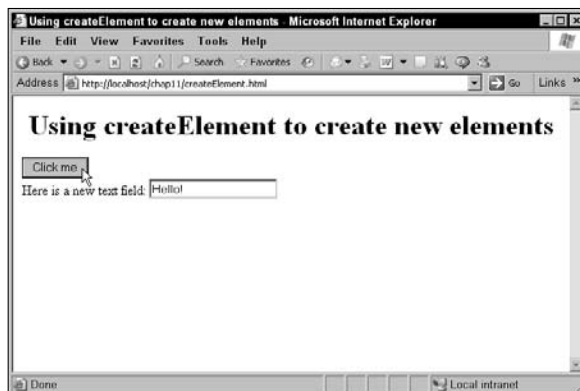 Using createElement to create new elements - Microsoft Internet Explorer
File Edit View Favorites Tools Help
Back Search Favorites
Address http://localhost/chap11/createElement.html Go Links »
Using createElement to create new elements
Click me
Here is a new text field: Hello!
Done Local intranet